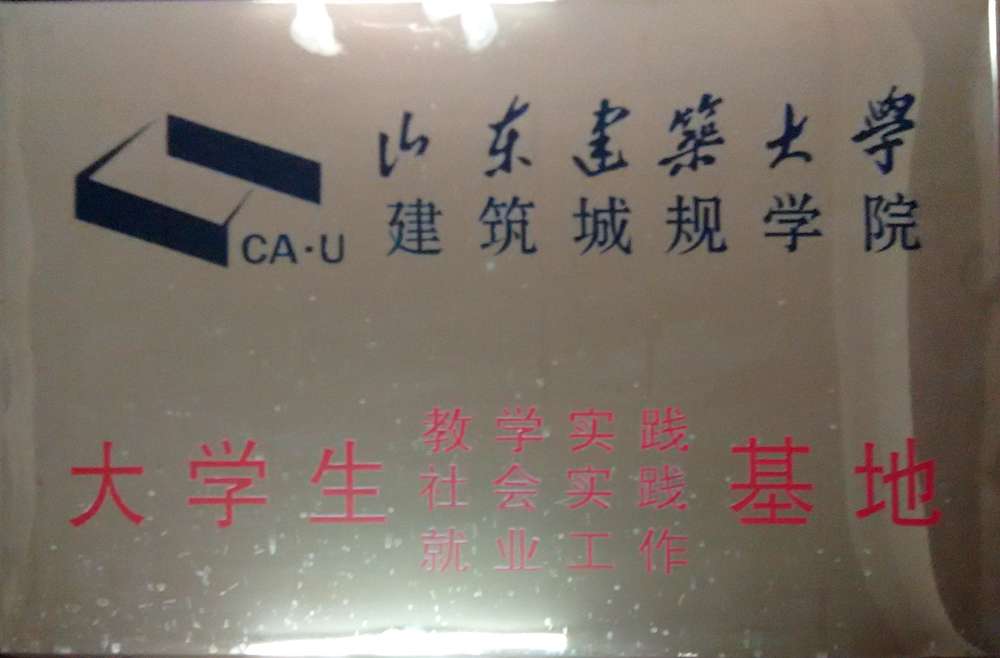 山东建築大學
CA·U
建筑城规学院
大学生
教学实践
社会实践
就业工作
基地